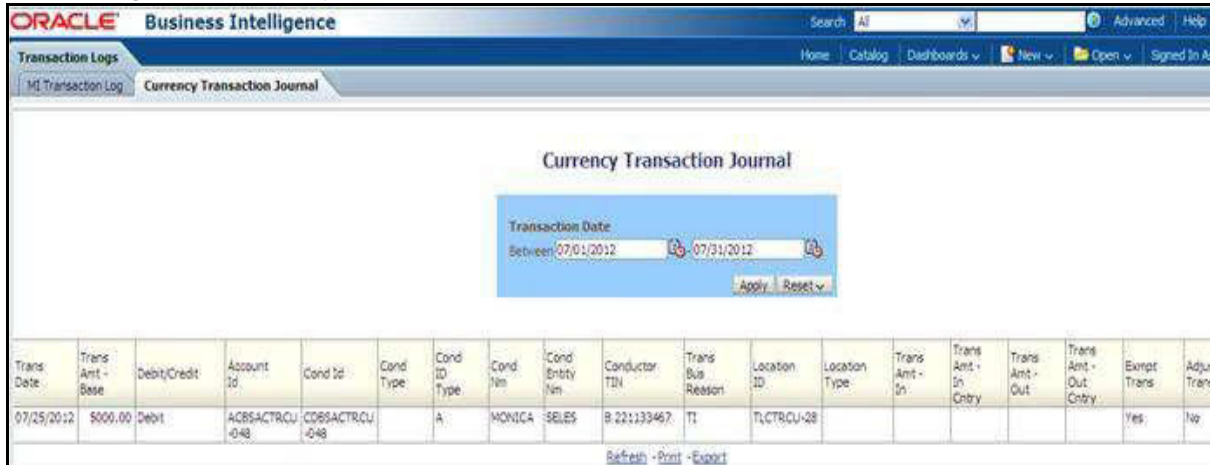 ORACLE Business Intelligence
Search All Advanced Help
Transaction Logs
Home Catalog Dashboards New Open Signed In A
MI Transaction Log Currency Transaction Journal
Currency Transaction Journal
Transaction Date
Between 07/01/2012 - 07/31/2012
Apply Reset
Trans Date Trans Amt - Base Debit/Credit Account Id Cond Id Cond Type Cond ID Type Cond Nm Cond Entity Nm Conductor TIN Trans Bus Reason Location ID Location Type Trans Amt - In Trans Amt - In Cntry Trans Amt - Out Trans Amt - Out Cntry Exmpt Trans Adju Trans
07/25/2012 5000.00 Debit ACBSACTRCU-048 CDBSACTRCU-048 A MONICA SELES B.221133467 TI TLCTRCU-28 Yes No
Refresh - Print - Export